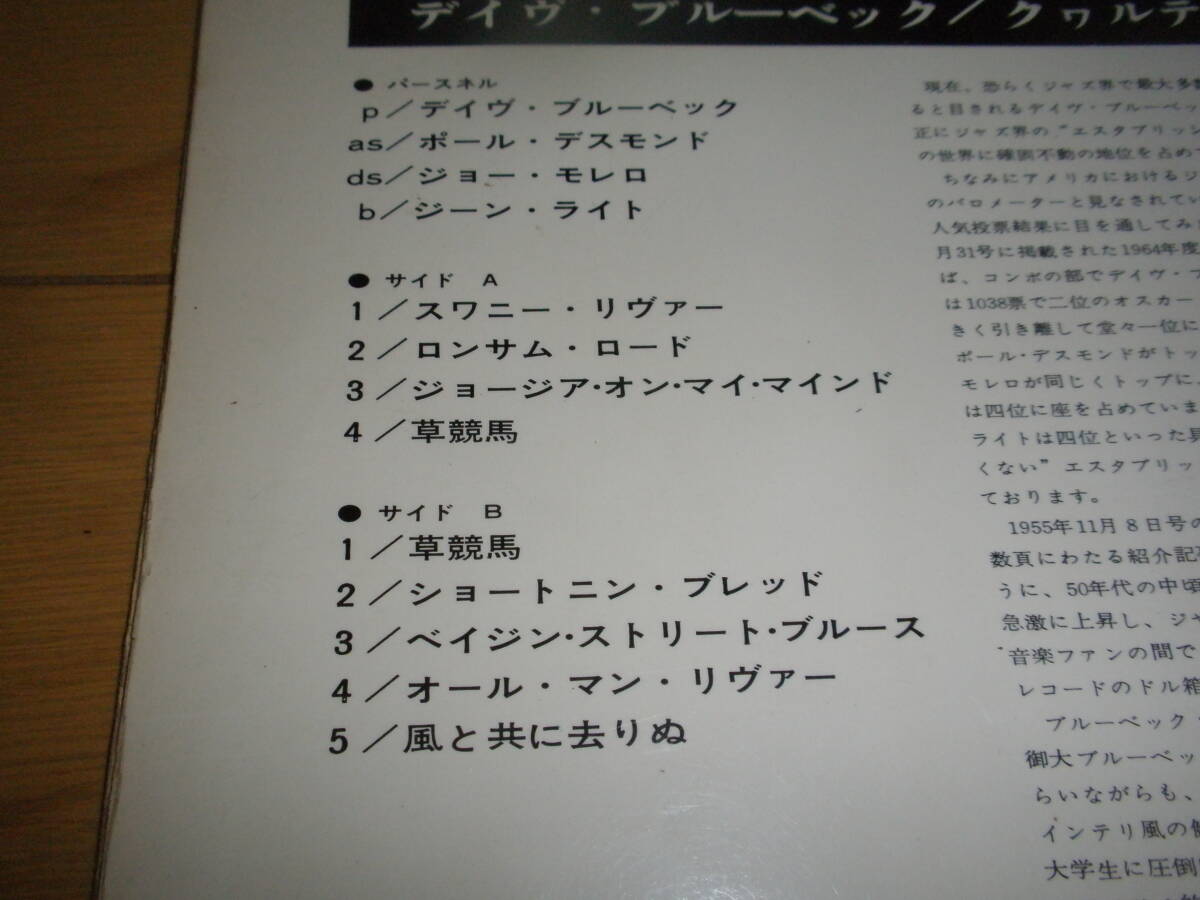 デイヴ・ブルーベック/クヮルテ
● パースネル
p/デイヴ・ブルーベック
as/ポール・デスモンド
ds/ジョー・モレロ
b/ジーン・ライト
● サイド A
1/スワニー・リヴァー
2/ロンサム・ロード
3/ジョージア・オン・マイ・マインド
4/草競馬
● サイド B
1/草競馬
2/ショートニン・ブレッド
3/ベイジン・ストリート・ブルース
4/オール・マン・リヴァー
5/風と共に去りぬ
現在、恐らくジャズ界で最大多数
ると目されるデイヴ・ブルーベッ
正にジャズ界の"エスタブリッシ
の世界に確固不動の地位を占めて
ちなみにアメリカにおけるジ
のバロメーターと見なされてい
人気投票結果に目を通してみ
月31号に掲載された1964年度
ば、コンボの部でデイヴ・ブ
は1038票で二位のオスカー
きく引き離して堂々一位に
ポール・デスモンドがトッ
モレロが同じくトップに、
は四位に座を占めていま
ライトは四位といった昇
くない"エスタブリッ
ております。
1955年11月8日号の
数頁にわたる紹介記事
うに、50年代の中頃
急激に上昇し、ジャ
音楽ファンの間で
レコードのドル箱
ブルーベック
御大ブルーベッ
らいながらも、
インテリ風の
大学生に圧倒